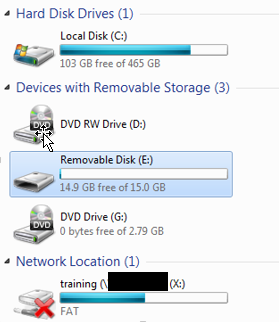 Hard Disk Drives (1)
Local Disk (C:)
103 GB free of 465 GB
Devices with Removable Storage (3)
DVD
DVD RW Drive (D:)
Removable Disk (E:)
14.9 GB free of 15.0 GB
DVD
DVD Drive (G:)
0 bytes free of 2.79 GB
Network Location (1)
training (\ (X:)
FAT